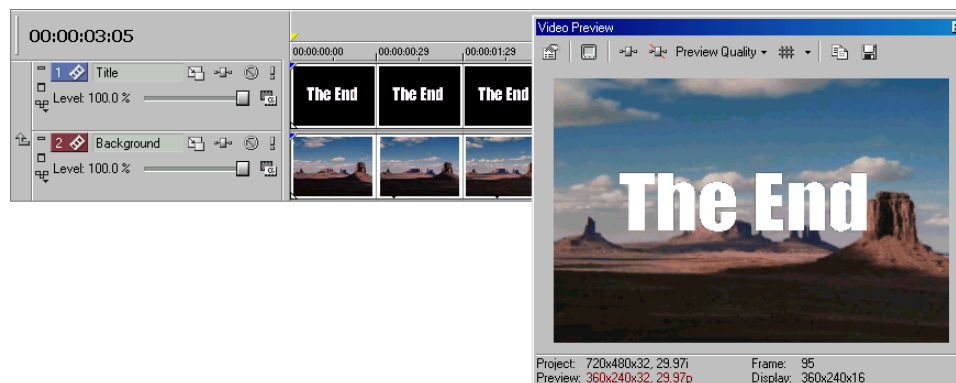 00:00:03:05
00:00:00:00 00:00:00:29 00:00:01:29
1 Title
Level: 100.0 %
The End The End The End
2 Background
Level: 100.0 %
Video Preview
Preview Quality
The End
Project: 720x480x32, 29.97i Frame: 95
Preview: 360x240x32, 29.97p Display: 360x240x16